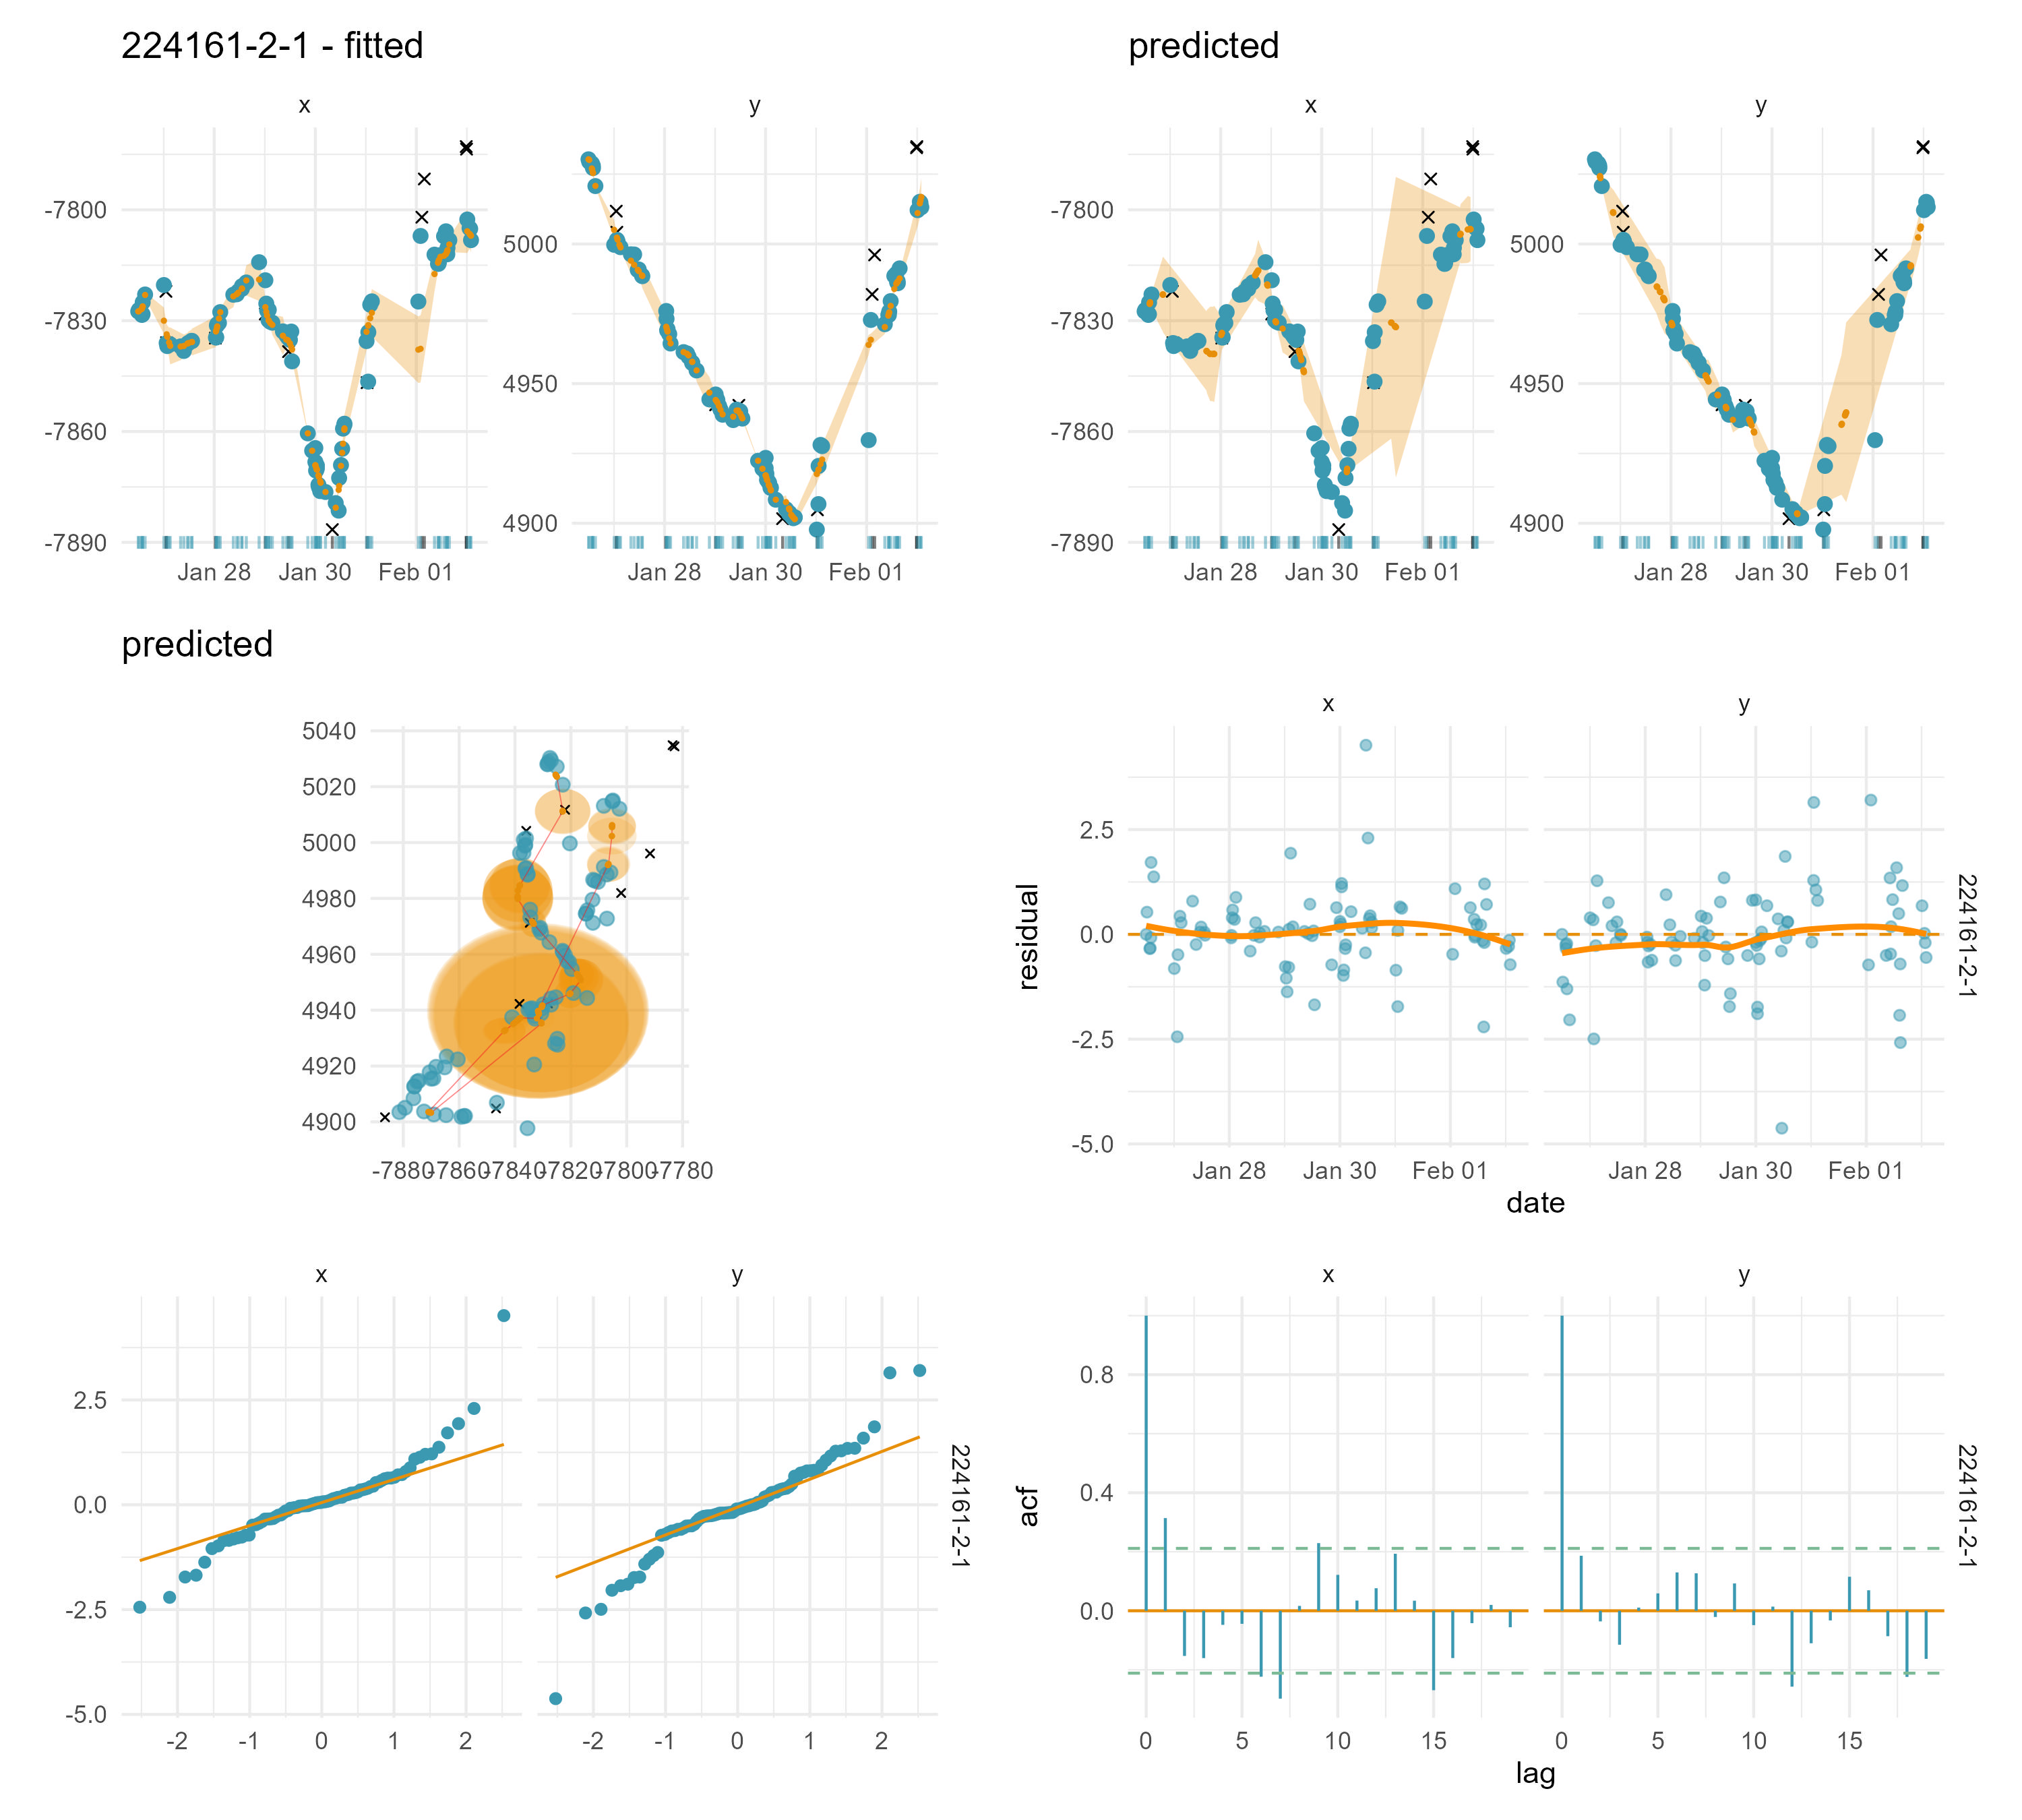 224161-2-1 - fitted
predicted
x
y
x
y
-7800
-7830
-7860
-7890
5000
4950
4900
-7800
-7830
-7860
-7890
5000
4950
4900
Jan 28
Jan 30
Feb 01
Jan 28
Jan 30
Feb 01
Jan 28
Jan 30
Feb 01
Jan 28
Jan 30
Feb 01
predicted
5040
5020
5000
4980
4960
4940
4920
4900
-7880
-7860
-7840
-7820
-7800
-7780
x
y
residual
2.5
0.0
-2.5
-5.0
224161-2-1
Jan 28
Jan 30
Feb 01
Jan 28
Jan 30
Feb 01
date
x
y
2.5
0.0
-2.5
-5.0
224161-2-1
-2
-1
0
1
2
-2
-1
0
1
2
x
y
acf
0.8
0.4
0.0
224161-2-1
0
5
10
15
0
5
10
15
lag